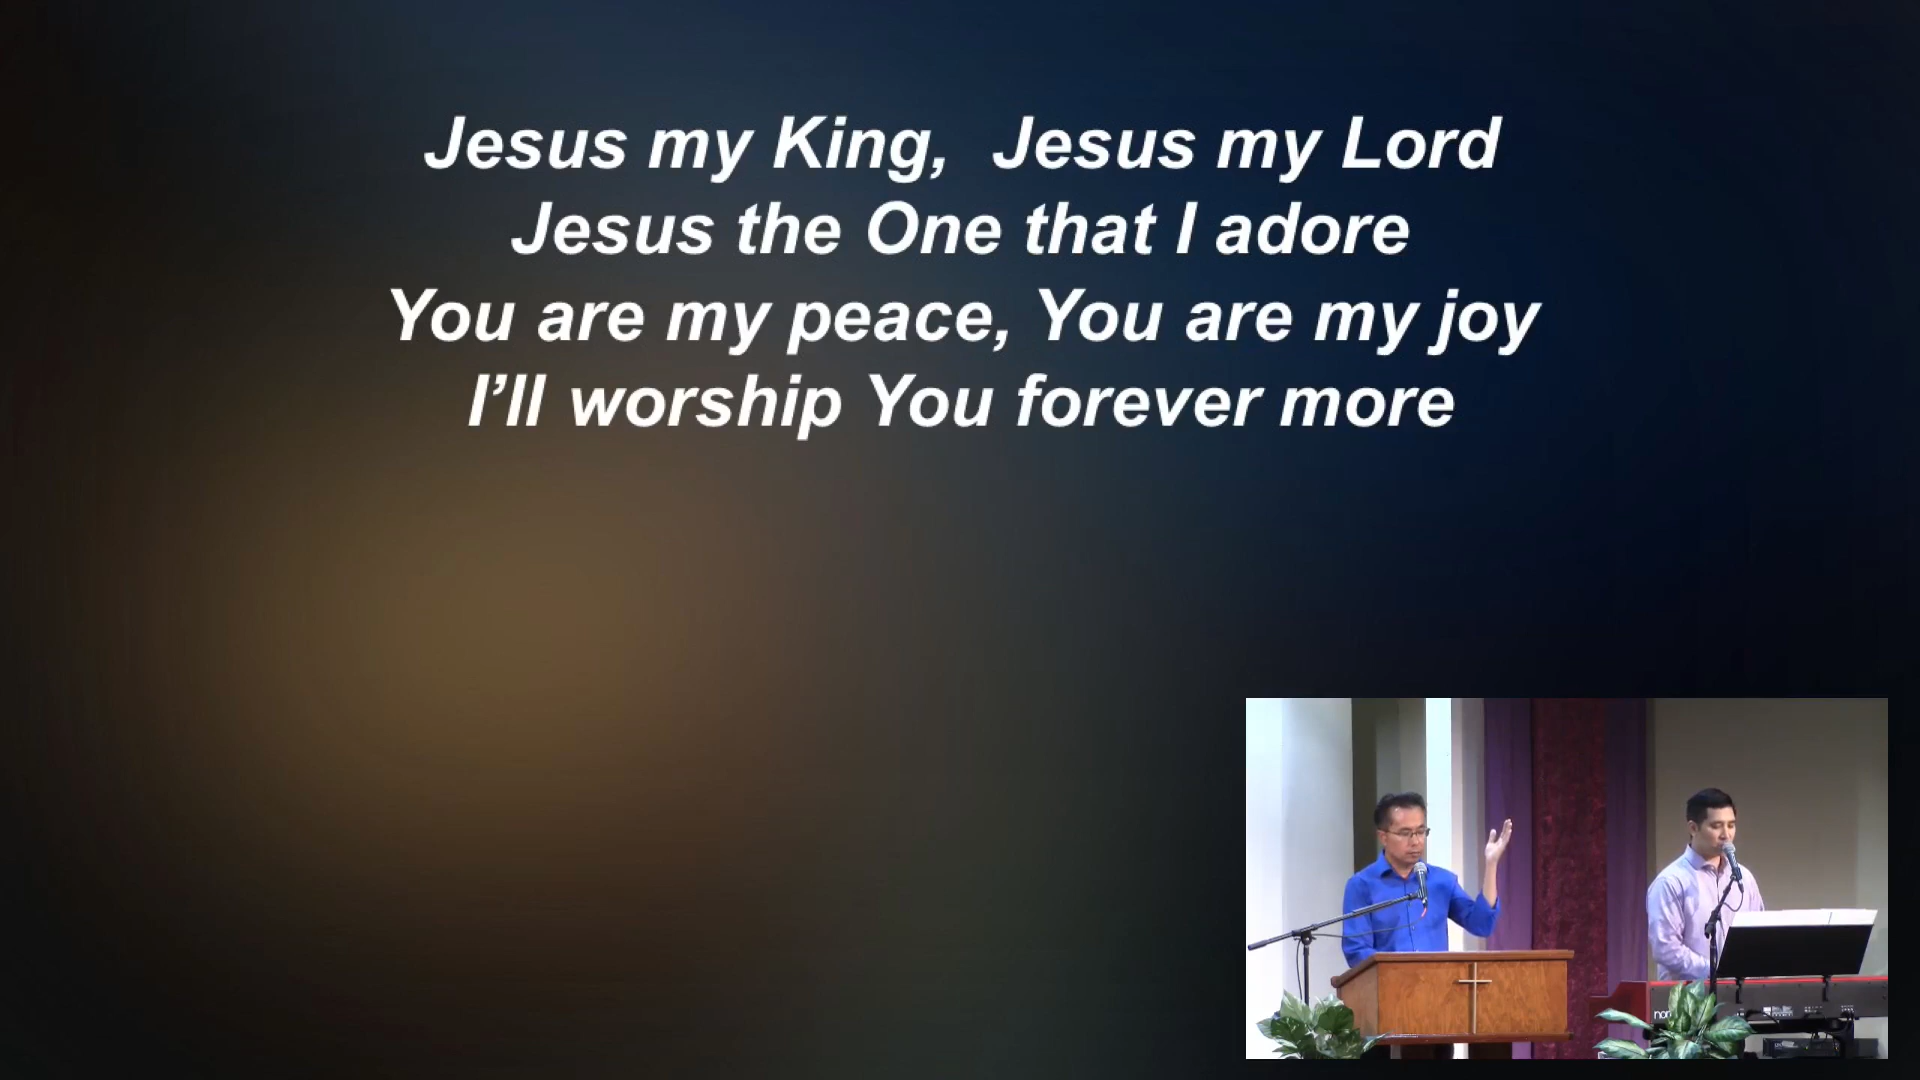 Jesus my King,  Jesus my Lord
Jesus the One that I adore
You are my peace, You are my joy
I’ll worship You forever more